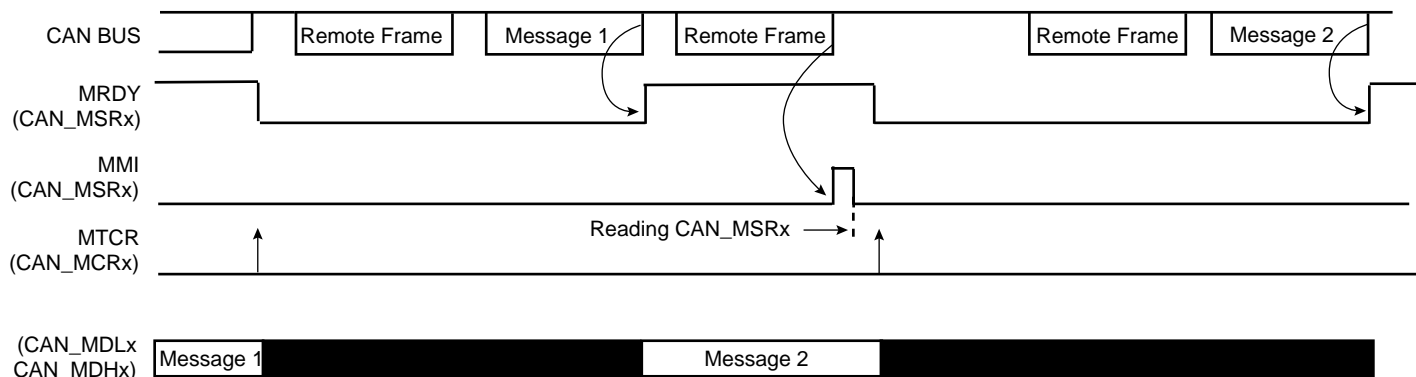 CAN BUS
Remote Frame
Message 1
Remote Frame
Remote Frame
Message 2
MRDY
(CAN_MSRx)
MMI
(CAN_MSRx)
Reading CAN_MSRx
MTCR
(CAN_MCRx)
(CAN_MDLx
CAN_MDHx)
Message 1
Message 2